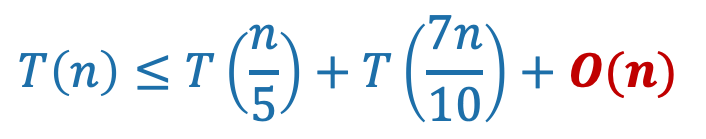 T(n) ≤ T(n/5) + T(7n/10) + O(n)